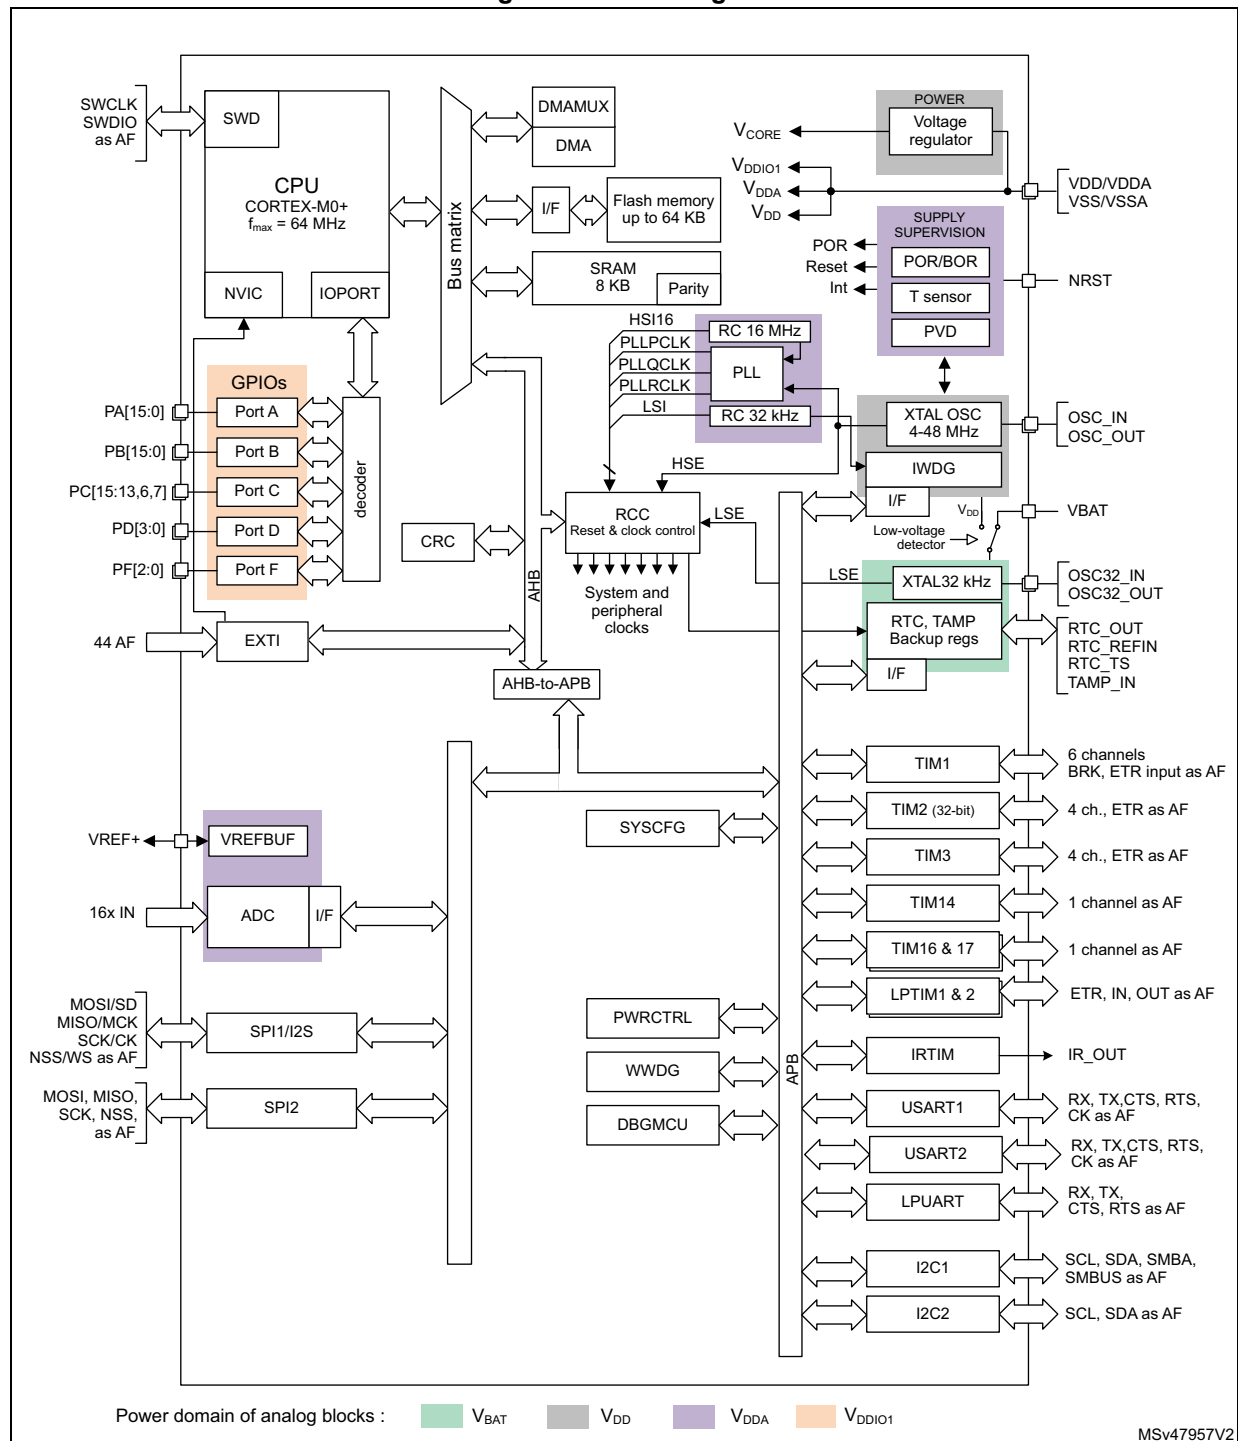 SWCLK
SWDIO
as AF
SWD
CPU
CORTEX-M0+
fmax = 64 MHz
NVIC
IOPORT
Bus matrix
DMAMUX
DMA
I/F
Flash memory
up to 64 KB
SRAM
8 KB
Parity
POWER
Voltage
regulator
VCORE
VDDIO1
VDDA
VDD
VDD/VDDA
VSS/VSSA
SUPPLY
SUPERVISION
POR
Reset
Int
POR/BOR
T sensor
PVD
NRST
HSI16
PLLPCLK
PLLQCLK
PLLRCLK
LSI
RC 16 MHz
PLL
RC 32 kHz
GPIOs
PA[15:0]
Port A
PB[15:0]
Port B
PC[15:13,6,7]
Port C
PD[3:0]
Port D
PF[2:0]
Port F
decoder
XTAL OSC
4-48 MHz
OSC_IN
OSC_OUT
IWDG
I/F
HSE
RCC
Reset & clock control
LSE
VDD
Low-voltage
detector
VBAT
CRC
AHB
System and
peripheral
clocks
LSE
XTAL32 kHz
OSC32_IN
OSC32_OUT
RTC, TAMP
Backup regs
I/F
RTC_OUT
RTC_REFIN
RTC_TS
TAMP_IN
44 AF
EXTI
AHB-to-APB
TIM1
6 channels
BRK, ETR input as AF
TIM2 (32-bit)
4 ch., ETR as AF
SYSCFG
VREF+
VREFBUF
TIM3
4 ch., ETR as AF
16x IN
ADC
I/F
TIM14
1 channel as AF
TIM16 & 17
1 channel as AF
LPTIM1 & 2
ETR, IN, OUT as AF
MOSI/SD
MISO/MCK
SCK/CK
NSS/WS as AF
SPI1/I2S
PWRCTRL
APB
IRTIM
IR_OUT
WWDG
MOSI, MISO,
SCK, NSS,
as AF
SPI2
DBGMCU
USART1
RX, TX,CTS, RTS,
CK as AF
USART2
RX, TX,CTS, RTS,
CK as AF
LPUART
RX, TX,
CTS, RTS as AF
I2C1
SCL, SDA, SMBA,
SMBUS as AF
I2C2
SCL, SDA as AF
Power domain of analog blocks :
VBAT
VDD
VDDA
VDDIO1
MSv47957V2